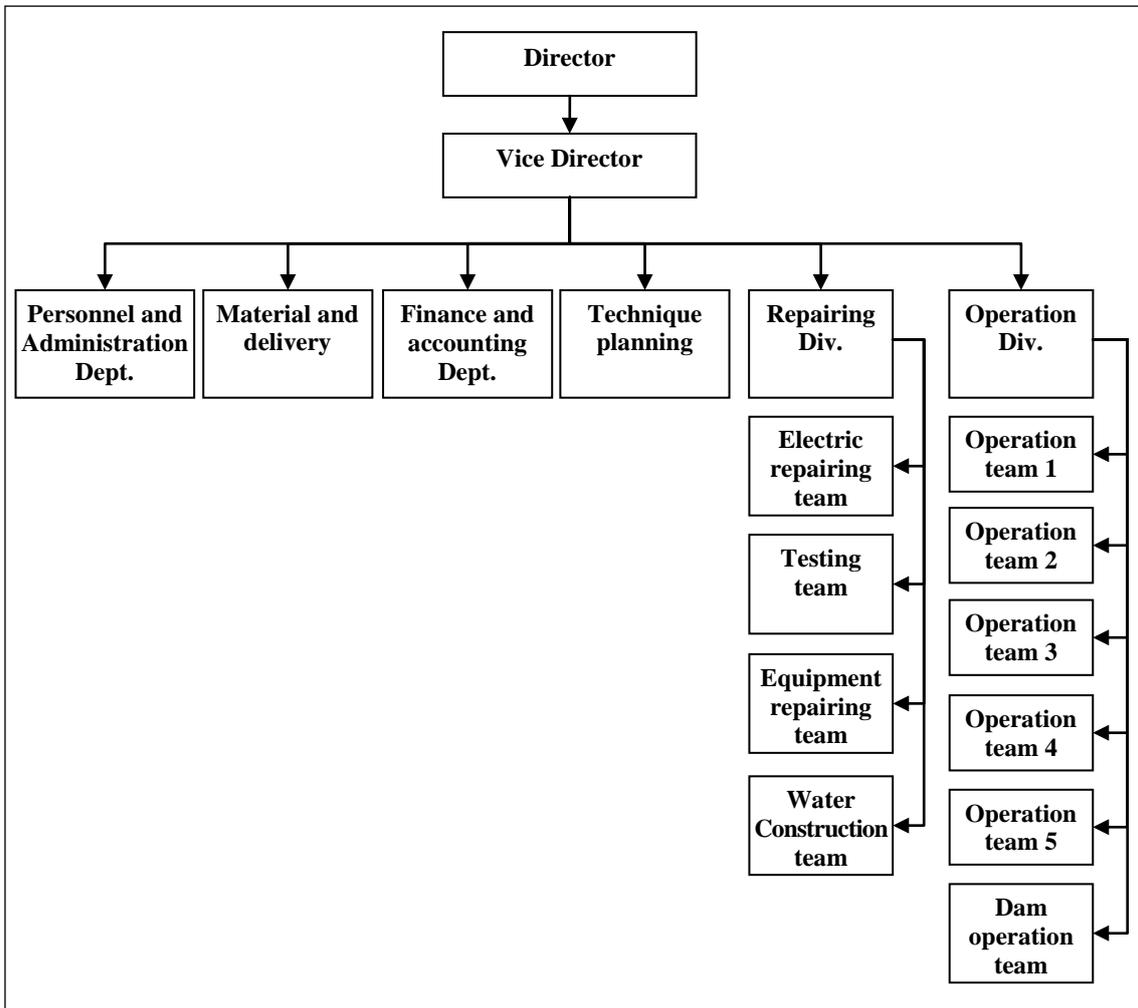 Director
Vice Director
Personnel and
Administration
Dept.
Material and
delivery
Finance and
accounting
Dept.
Technique
planning
Repairing
Div.
Operation
Div.
Electric
repairing
team
Testing
team
Equipment
repairing
team
Water
Construction
team
Operation
team 1
Operation
team 2
Operation
team 3
Operation
team 4
Operation
team 5
Dam
operation
team